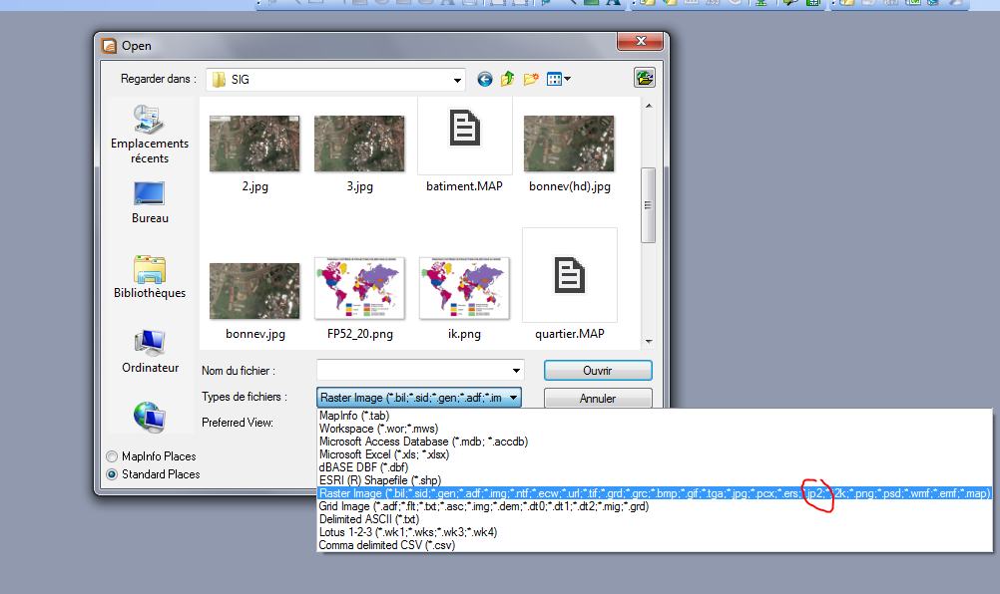 Open
Regarder dans :
SIG
Emplacements
récents
Bureau
Bibliothèques
Ordinateur
2.jpg
3.jpg
batiment.MAP
bonnev(hd).jpg
bonnev.jpg
FP52_20.png
ik.png
quartier.MAP
Nom du fichier :
Ouvrir
Types de fichiers :
Raster Image (*.bil;*.sid;*.gen;*.adf;*.im
Annuler
Preferred View:
MapInfo (*.tab)
Workspace (*.wor;*.mws)
Microsoft Access Database (*.mdb; *.accdb)
Microsoft Excel (*.xls; *.xlsx)
dBASE DBF (*.dbf)
ESRI (R) Shapefile (*.shp)
Raster Image (*.bil;*.sid;*.gen;*.adf;*.img;*.ntf;*.ecw;*.url;*.tif;*.grd;*.grc;*.bmp;*.gif;*.tga;*.jpg;*.pcx;*.ers; jp2;* 2k;*.png;*.psd;*.wmf;*.emf;*.map)
Grid Image (*.adf;*.flt;*.txt;*.asc;*.img;*.dem;*.dt0;*.dt1;*.dt2;*.mig;*.grd)
Delimited ASCII (*.txt)
Lotus 1-2-3 (*.wk1;*.wks;*.wk3;*.wk4)
Comma delimited CSV (*.csv)
MapInfo Places
Standard Places